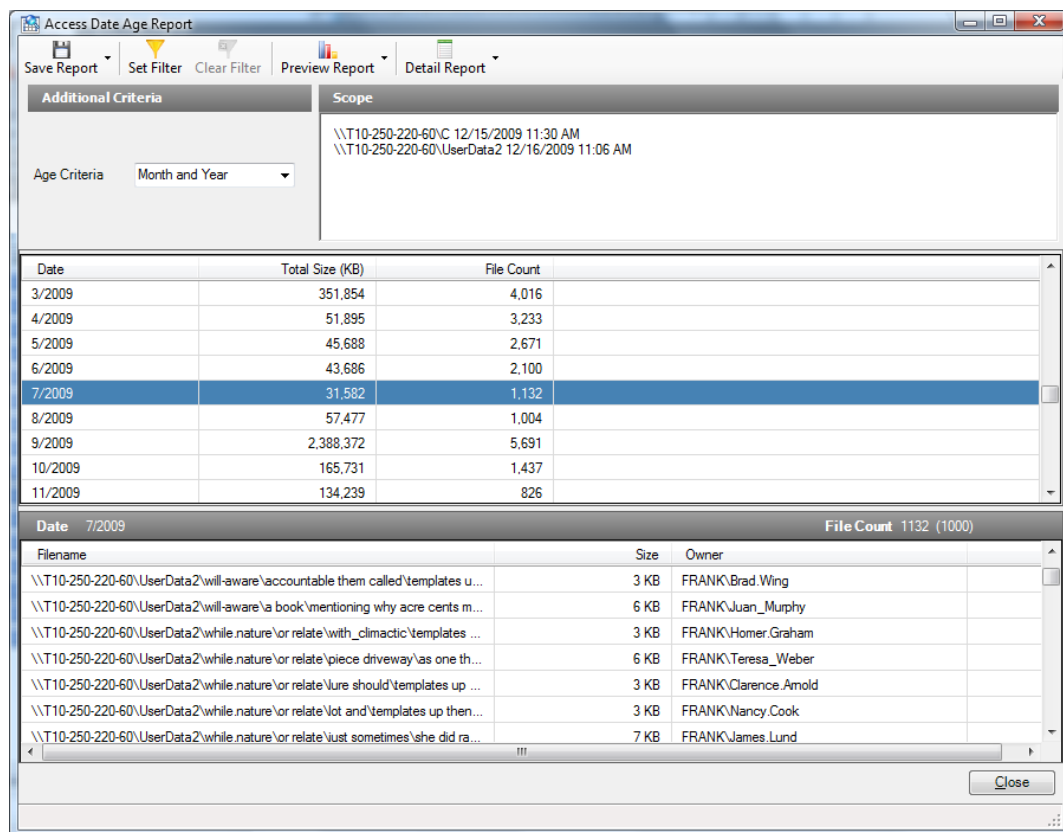 Access Date Age Report
Save Report Set Filter Clear Filter Preview Report Detail Report
Additional Criteria
Scope
\\T10-250-220-60\C 12/15/2009 11:30 AM
\\T10-250-220-60\UserData2 12/16/2009 11:06 AM
Age Criteria Month and Year
Date Total Size (KB) File Count
3/2009 351,854 4,016
4/2009 51,895 3,233
5/2009 45,688 2,671
6/2009 43,686 2,100
7/2009 31,582 1,132
8/2009 57,477 1,004
9/2009 2,388,372 5,691
10/2009 165,731 1,437
11/2009 134,239 826
Date 7/2009 File Count 1132 (1000)
Filename Size Owner
\\T10-250-220-60\UserData2\will-aware\accountable them called\templates u... 3 KB FRANK\Brad.Wing
\\T10-250-220-60\UserData2\will-aware\a book\mentioning why acre cents m... 6 KB FRANK\Juan_Murphy
\\T10-250-220-60\UserData2\while.nature\or relate\with_climactic\templates ... 3 KB FRANK\Homer.Graham
\\T10-250-220-60\UserData2\while.nature\or relate\piece driveway\as one th... 6 KB FRANK\Teresa_Weber
\\T10-250-220-60\UserData2\while.nature\or relate\lure should\templates up ... 3 KB FRANK\Clarence.Arnold
\\T10-250-220-60\UserData2\while.nature\or relate\lot and\templates up then... 3 KB FRANK\Nancy.Cook
\\T10-250-220-60\UserData2\while.nature\or relate\just sometimes\she did ra... 7 KB FRANK\James.Lund
Close